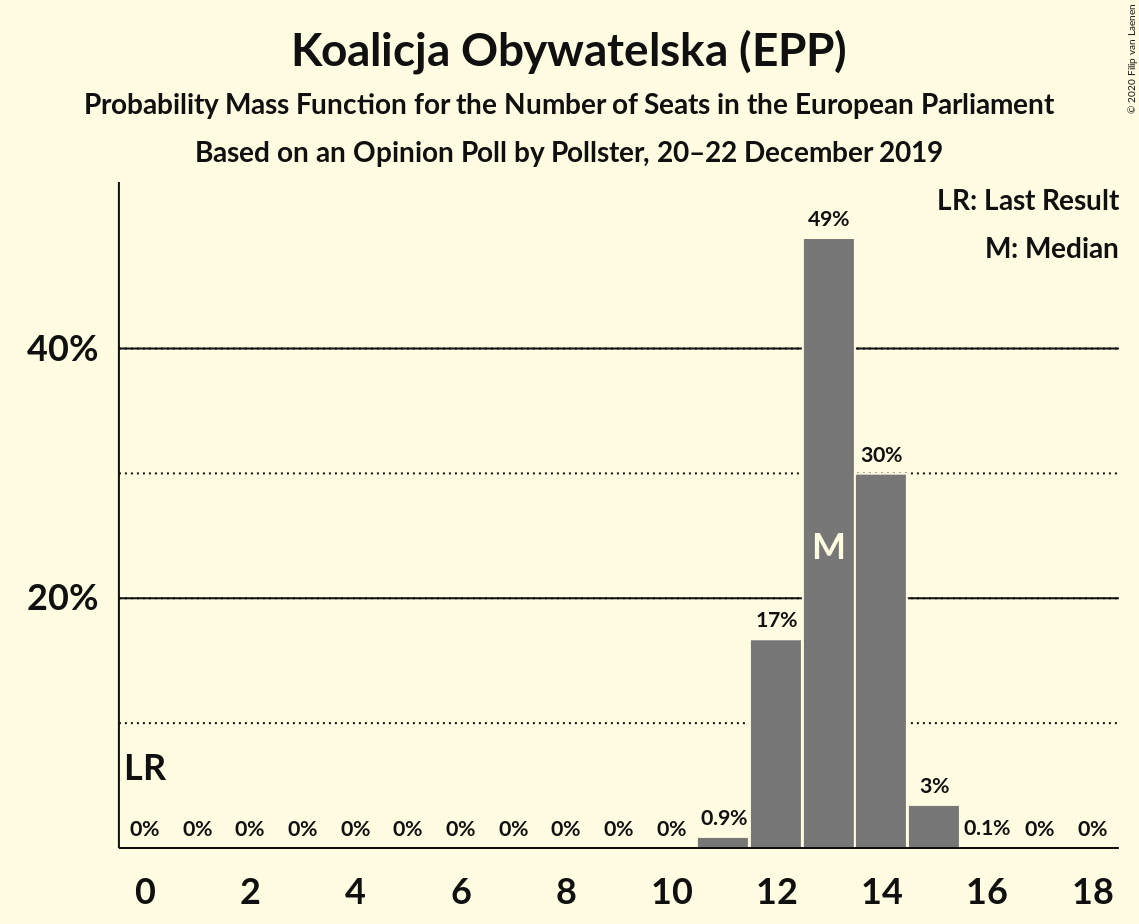 Koalicja Obywatelska (EPP)
Probability Mass Function for the Number of Seats in the European Parliament
Based on an Opinion Poll by Pollster, 20–22 December 2019
© 2020 Filip van Laenen
LR: Last Result
M: Median
49%
40%
30%
M
20%
17%
LR
3%
0% 0% 0% 0% 0% 0% 0% 0% 0% 0% 0% 0.9% 0.1% 0% 0%
0 2 4 6 8 10 12 14 16 18